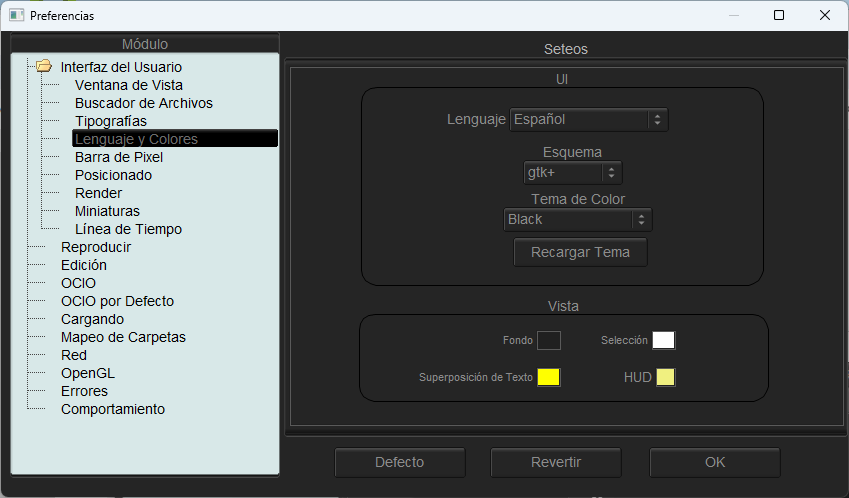 Preferencias
Módulo
Interfaz del Usuario
Ventana de Vista
Buscador de Archivos
Tipografías
Lenguaje y Colores
Barra de Pixel
Posicionado
Render
Miniaturas
Línea de Tiempo
Reproducir
Edición
OCIO
OCIO por Defecto
Cargando
Mapeo de Carpetas
Red
OpenGL
Errores
Comportamiento
Seteos
UI
Lenguaje Español
Esquema
gtk+
Tema de Color
Black
Recargar Tema
Vista
Fondo Selección
Superposición de Texto HUD
Defecto Revertir OK